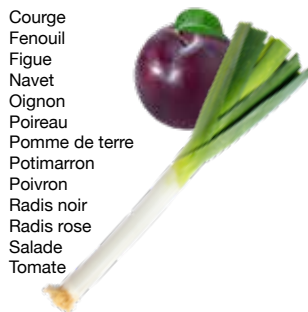 Courge
Fenouil
Figue
Navet
Oignon
Poireau
Pomme de terre
Potimarron
Poivron
Radis noir
Radis rose
Salade
Tomate